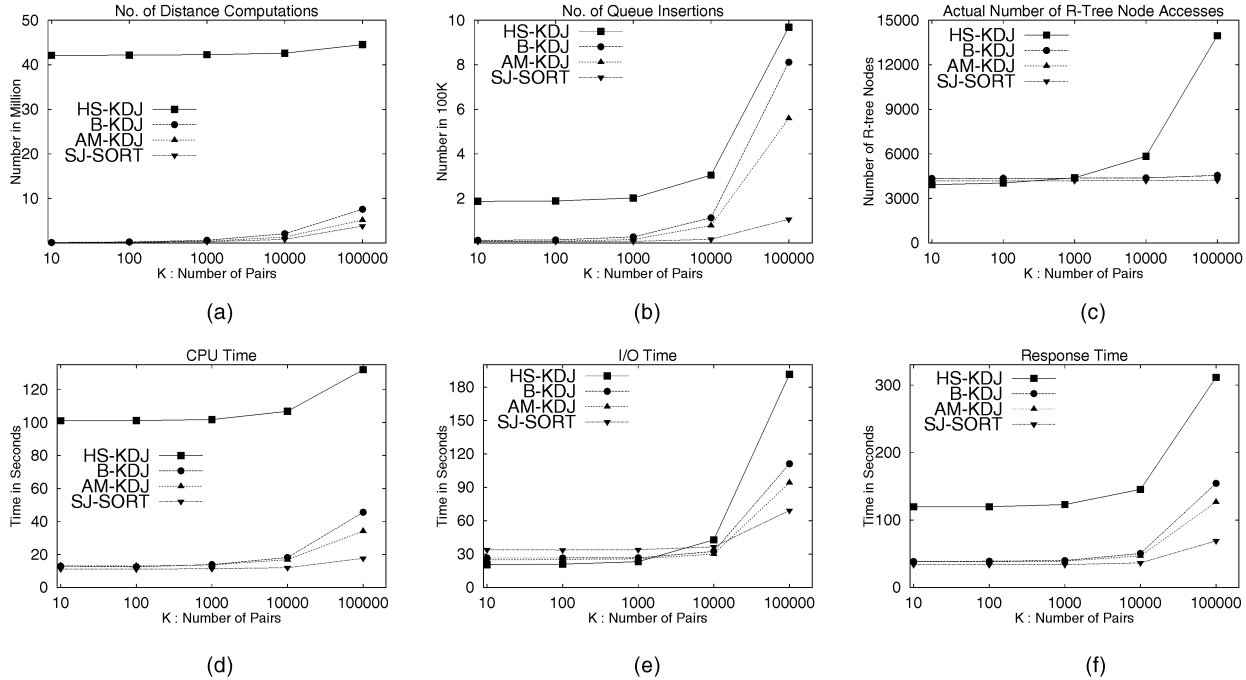 No. of Distance Computations
Number in Million
50
40
30
20
10
0
HS-KDJ
B-KDJ
AM-KDJ
SJ-SORT
10 100 1000 10000 100000
K : Number of Pairs
(a)
No. of Queue Insertions
Number in 100K
10
8
6
4
2
0
HS-KDJ
B-KDJ
AM-KDJ
SJ-SORT
10 100 1000 10000 100000
K : Number of Pairs
(b)
Actual Number of R-Tree Node Accesses
Number of R-tree Nodes
15000
12000
9000
6000
3000
0
HS-KDJ
B-KDJ
AM-KDJ
SJ-SORT
10 100 1000 10000 100000
K : Number of Pairs
(c)
CPU Time
Time in Seconds
120
100
80
60
40
20
0
HS-KDJ
B-KDJ
AM-KDJ
SJ-SORT
10 100 1000 10000 100000
K : Number of Pairs
(d)
I/O Time
Time in Seconds
180
150
120
90
60
30
0
HS-KDJ
B-KDJ
AM-KDJ
SJ-SORT
10 100 1000 10000 100000
K : Number of Pairs
(e)
Response Time
Time in Seconds
300
200
100
0
HS-KDJ
B-KDJ
AM-KDJ
SJ-SORT
10 100 1000 10000 100000
K : Number of Pairs
(f)